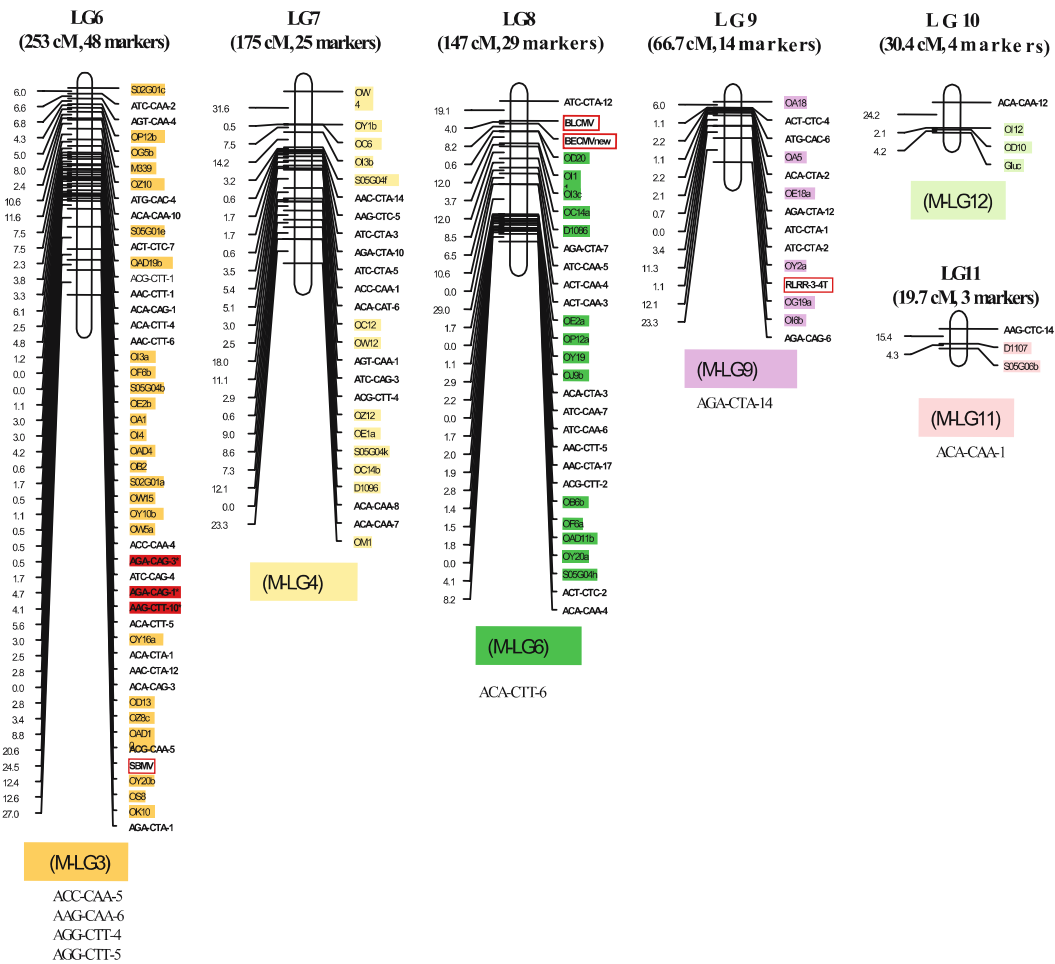 LG6
(253 cM, 48 markers)
6.0
6.6
6.8
4.3
5.0
8.0
2.4
10.6
11.6
7.5
7.5
2.3
3.8
3.3
6.1
2.5
4.8
1.2
0.0
0.0
1.1
3.0
3.0
4.2
0.6
1.7
0.5
1.1
0.5
0.5
0.5
1.7
4.7
4.1
5.6
3.0
2.5
2.8
0.0
2.8
3.4
8.8
20.6
24.5
12.4
12.6
27.0
S02G01c
ATC-CAA-2
AGT-CAA-4
OP12b
OG5b
M339
OZ10
ATG-CAC-4
ACA-CAA-10
S05G01e
ACT-CTC-7
OAD19b
ACG-CTT-1
AAC-CTT-1
ACA-CAG-1
ACA-CTT-4
AAC-CTT-6
OI3a
OF6b
S05G04b
OE2b
OA1
OI4
OAD4
OB2
S02G01a
OW15
OY10b
OW5a
ACC-CAA-4
AGA-CAG-3*
ATC-CAG-4
AGA-CAG-1*
AAG-CTT-10*
ACA-CTT-5
OY16a
ACA-CTA-1
AAC-CTA-12
ACA-CAG-3
OD13
OZ8c
OAD1
ACG-CAA-5
SBMV
OY20b
OS8
OK10
AGA-CTA-1
(M-LG3)
ACC-CAA-5
AAG-CAA-6
AGG-CTT-4
AGG-CTT-5
LG7
(175 cM, 25 markers)
31.6
0.5
7.5
14.2
3.2
0.6
1.7
1.7
0.6
3.5
5.4
5.1
3.0
2.5
18.0
11.1
2.9
0.6
9.0
8.6
7.3
12.1
0.0
23.3
OW
4
OY1b
OC6
OI3b
S05G04f
AAC-CTA-14
AAG-CTC-5
ATC-CTA-3
AGA-CTA-10
ATC-CTA-5
ACC-CAA-1
ACA-CAT-6
OC12
OW12
AGT-CAA-1
ATC-CAG-3
ACG-CTT-4
OZ12
OE1a
S05G04k
OC14b
D1096
ACA-CAA-8
ACA-CAA-7
OM1
(M-LG4)
LG8
(147 cM, 29 markers)
19.1
4.0
8.2
0.6
12.0
3.7
12.0
8.5
6.5
10.6
0.0
29.0
1.7
0.0
1.1
2.9
2.2
0.0
1.7
2.0
1.9
2.8
1.4
1.5
1.8
0.0
4.1
8.2
ATC-CTA-12
BLCMV
BECMVnew
OD20
OI1
OI3c
OC14a
D1086
AGA-CTA-7
ATC-CAA-5
ACT-CAA-4
ACT-CAA-3
OE2a
OP12a
OY19
OJ9b
ACA-CTA-3
ATC-CAA-7
ATC-CAA-6
AAC-CTT-5
AAC-CTA-17
ACG-CTT-2
OB6b
OF6a
OAD11b
OY20a
S05G04h
ACT-CTC-2
ACA-CAA-4
(M-LG6)
ACA-CTT-6
LG 9
(66.7 cM, 14 markers)
6.0
1.1
2.2
1.1
2.2
0.7
0.0
3.4
11.3
1.1
12.1
23.3
OA18
ACT-CTC-4
ATG-CAC-6
OA5
ACA-CTA-2
OE18a
AGA-CTA-12
ATC-CTA-1
ATC-CTA-2
OY2a
RLRR-3-4T
OG19a
OI6b
AGA-CAG-6
(M-LG9)
AGA-CTA-14
LG 10
(30.4 cM, 4 markers)
24.2
2.1
4.2
ACA-CAA-12
OI12
OD10
Gluc
(M-LG12)
LG11
(19.7 cM, 3 markers)
15.4
4.3
AAG-CTC-14
D1107
S05G06b
(M-LG11)
ACA-CAA-1